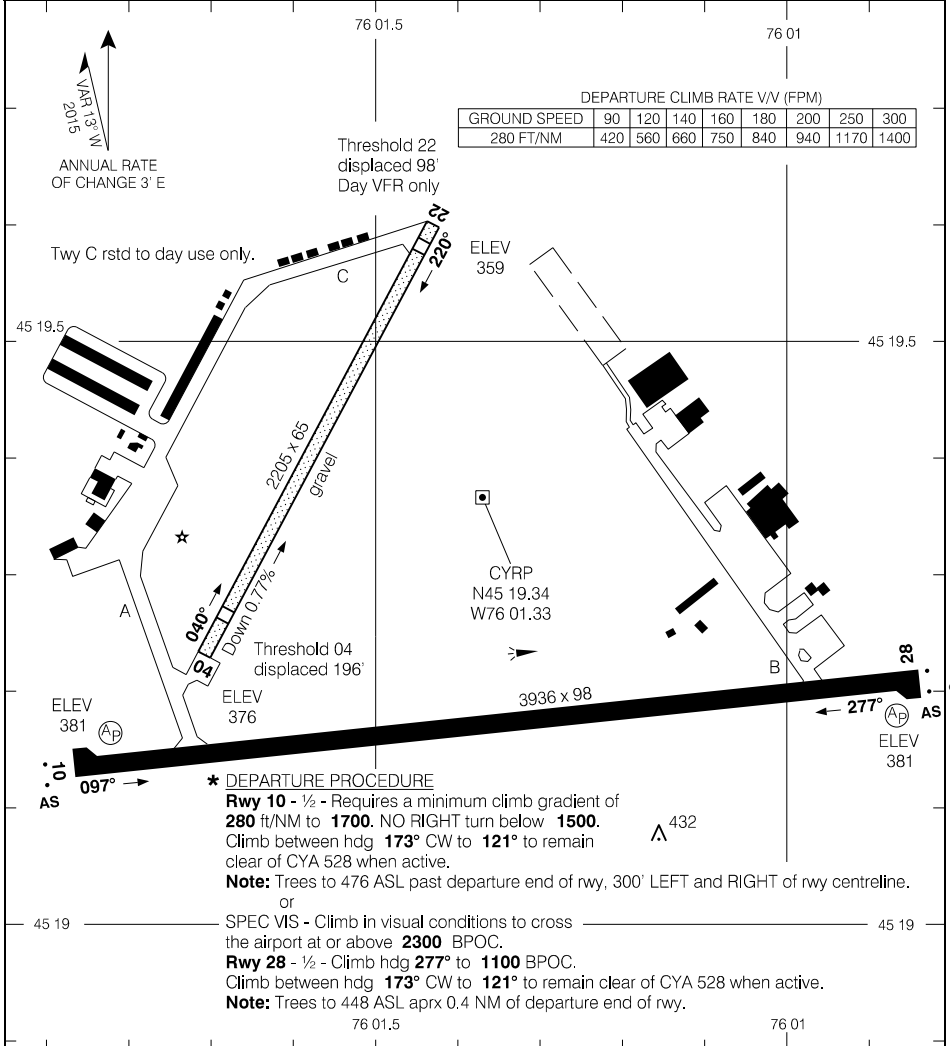 76 01.5
76 01
VAR 13° W
2015
ANNUAL RATE
OF CHANGE 3' E
DEPARTURE CLIMB RATE V/V (FPM)
GROUND SPEED 90 120 140 160 180 200 250 300
280 FT/NM 420 560 660 750 840 940 1170 1400
Threshold 22
displaced 98'
Day VFR only
Twy C rstd to day use only.
22
220°
ELEV
359
C
45 19.5
45 19.5
2205 x 65
gravel
CYRP
N45 19.34
W76 01.33
A
040°
Down 0.77%
04
Threshold 04
displaced 196'
ELEV
376
B
28
3936 x 98
277°
AP
AS
ELEV
381
ELEV
381
AP
10
097°
AS
* DEPARTURE PROCEDURE
Rwy 10 - ½ - Requires a minimum climb gradient of
280 ft/NM to 1700. NO RIGHT turn below 1500.
Climb between hdg 173° CW to 121° to remain
clear of CYA 528 when active.
432
Note: Trees to 476 ASL past departure end of rwy, 300' LEFT and RIGHT of rwy centreline.
or
45 19
45 19
SPEC VIS - Climb in visual conditions to cross
the airport at or above 2300 BPOC.
Rwy 28 - ½ - Climb hdg 277° to 1100 BPOC.
Climb between hdg 173° CW to 121° to remain clear of CYA 528 when active.
Note: Trees to 448 ASL aprx 0.4 NM of departure end of rwy.
76 01.5
76 01